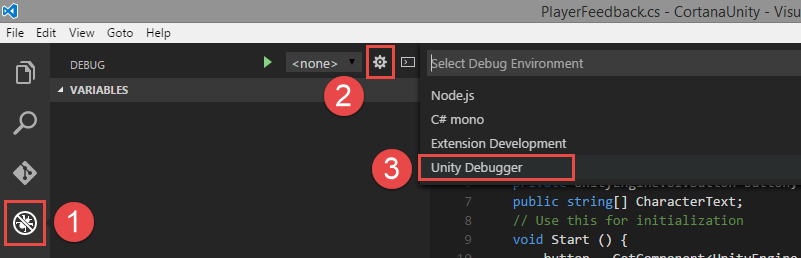 PlayerFeedback.cs - CortanaUnity - Visu
File Edit View Goto Help
DEBUG <none>
Select Debug Environment
VARIABLES
2
Node.js
C# mono
Extension Development
3 Unity Debugger
1
7 public string[] CharacterText;
8 // Use this for initialization
9 void Start () {